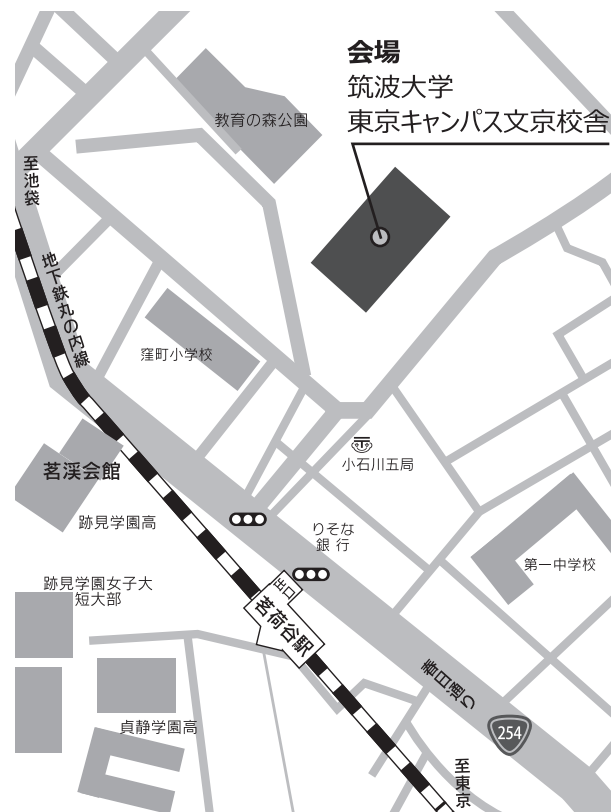 会場
筑波大学
東京キャンパス文京校舎
教育の森公園
至池袋
地下鉄丸の内線
窪町小学校
茗渓会館
小石川五局
跡見学園高
りそな
銀行
第一中学校
跡見学園女子大
短大部
出口
茗荷谷駅
春日通り
貞静学園高
254
至東京